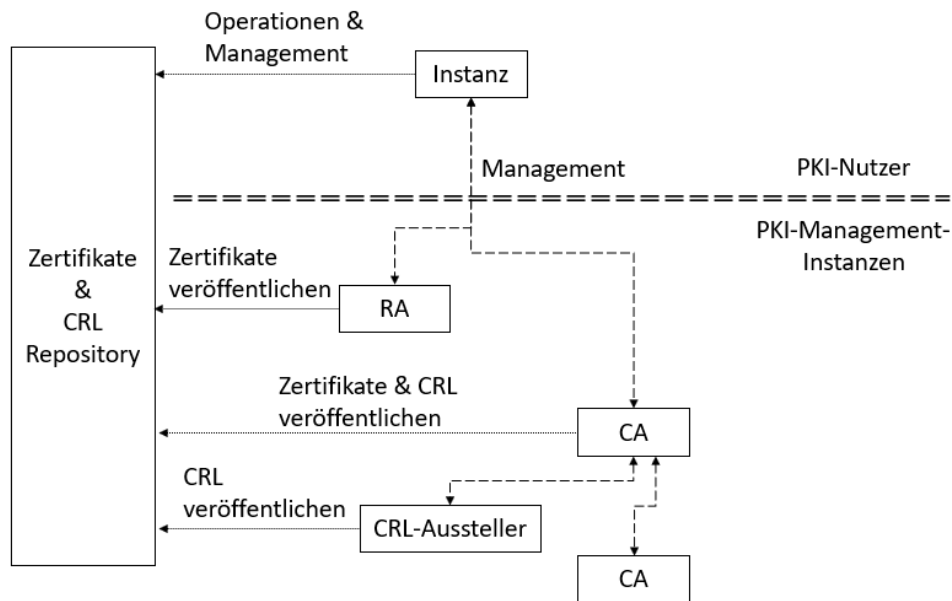 Operationen &
Management
Instanz
Management
PKI-Nutzer
PKI-Management-
Instanzen
Zertifikate
&
CRL
Repository
Zertifikate
veröffentlichen
RA
Zertifikate & CRL
veröffentlichen
CA
CRL
veröffentlichen
CRL-Aussteller
CA